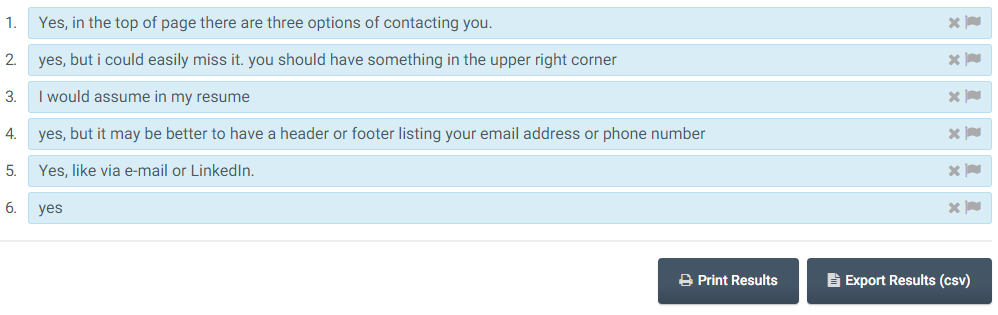 1. Yes, in the top of page there are three options of contacting you.
2. yes, but i could easily miss it. you should have something in the upper right corner
3. I would assume in my resume
4. yes, but it may be better to have a header or footer listing your email address or phone number
5. Yes, like via e-mail or LinkedIn.
6. yes
Print Results Export Results (csv)